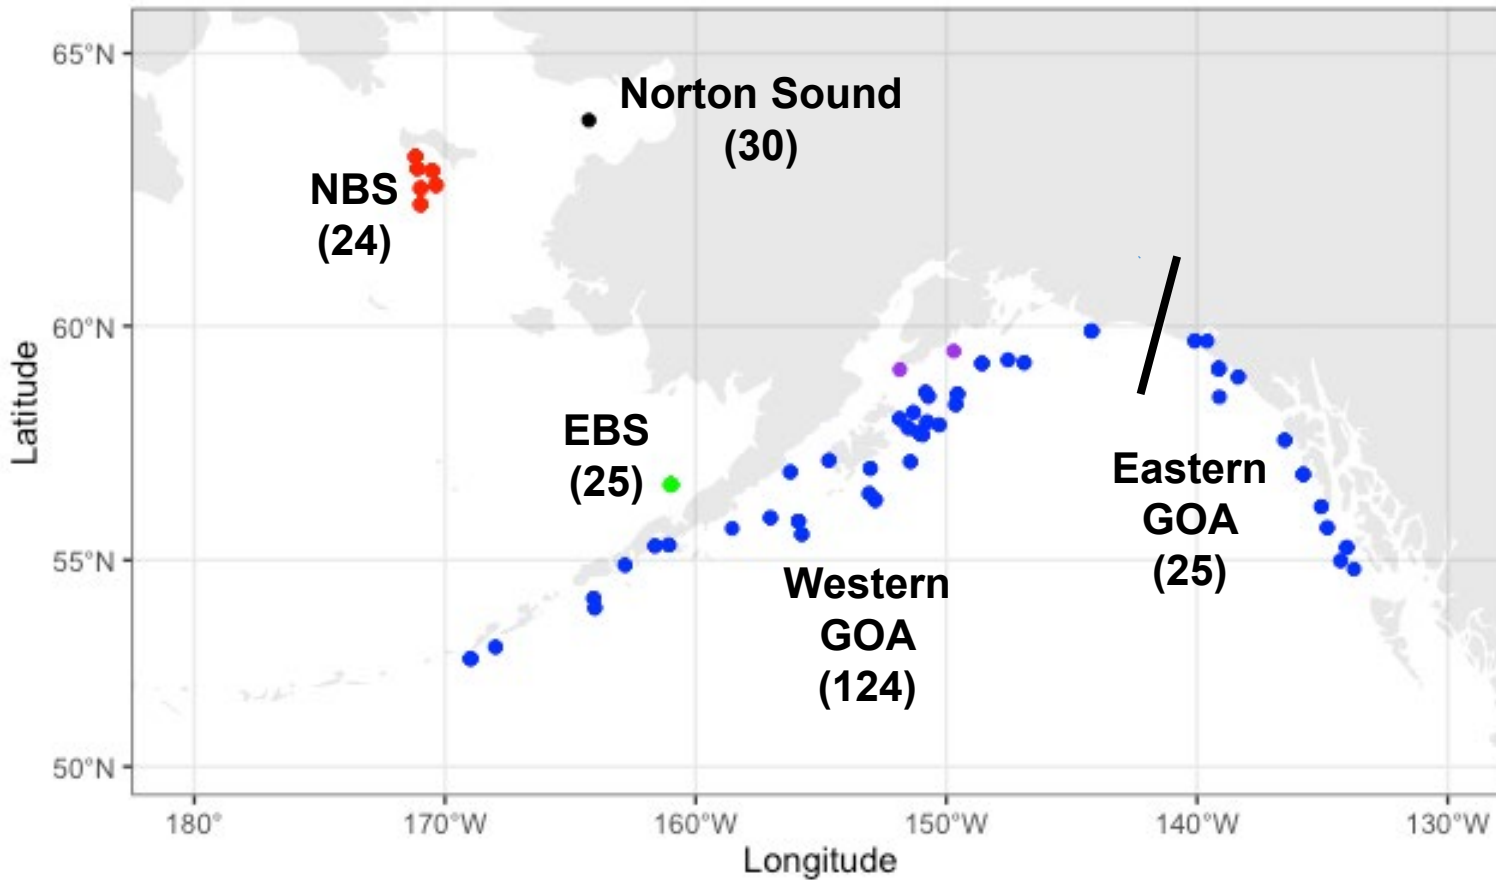 65°N
60°N
55°N
50°N
Latitude
Norton Sound
(30)
NBS
(24)
EBS
(25)
Western
GOA
(124)
Eastern
GOA
(25)
180°
170°W
160°W
150°W
140°W
130°W
Longitude